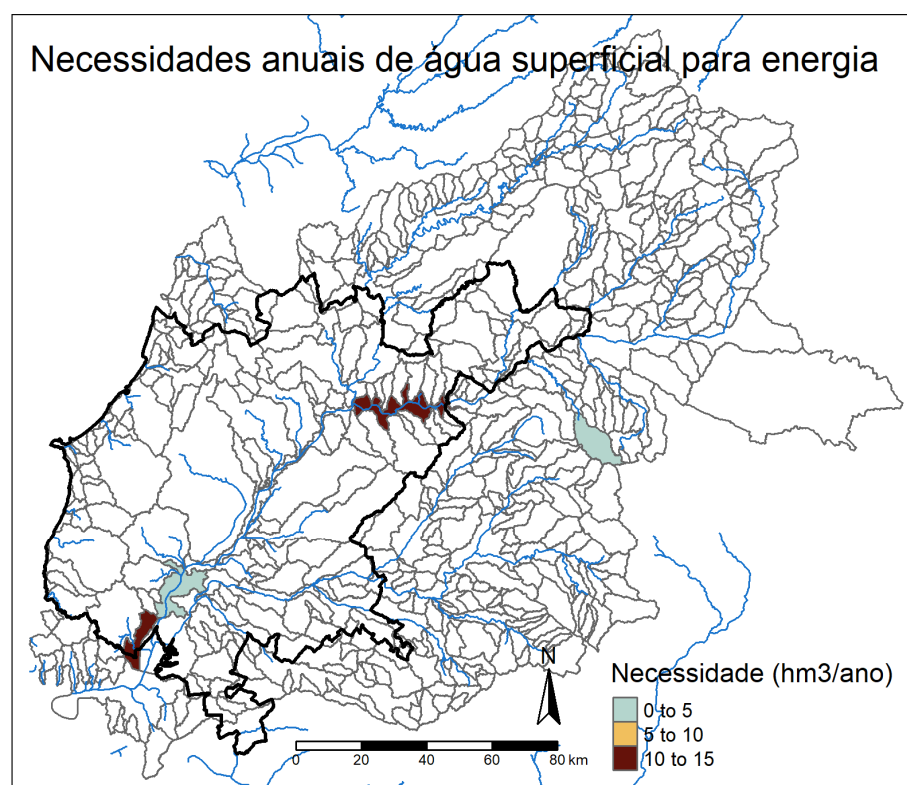 Necessidades anuais de água superficial para energia
N
Necessidade (hm3/ano)
0 to 5
5 to 10
10 to 15
0 20 40 60 80 km